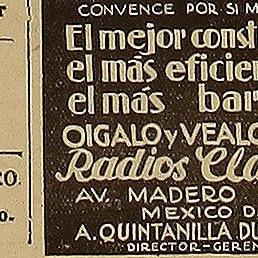 CONVENCE POR SI M
El mejor const
el más eficien
el más bar
OIGALO y VEALO
Radios Cla
AV. MADERO
MEXICO D.
A. QUINTANILLA DU
DIRECTOR-GEREN
r
RO.
o-